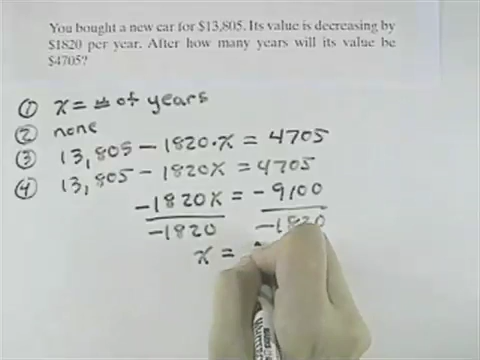 You bought a new car for $13,805. Its value is decreasing by
$1820 per year. After how many years will its value be
$4705?
① x = # of years
② none
③ 13,805 - 1820·x = 4705
④ 13,805 - 1820x = 4705
-1820x = -9100
-1820 -1820
x =